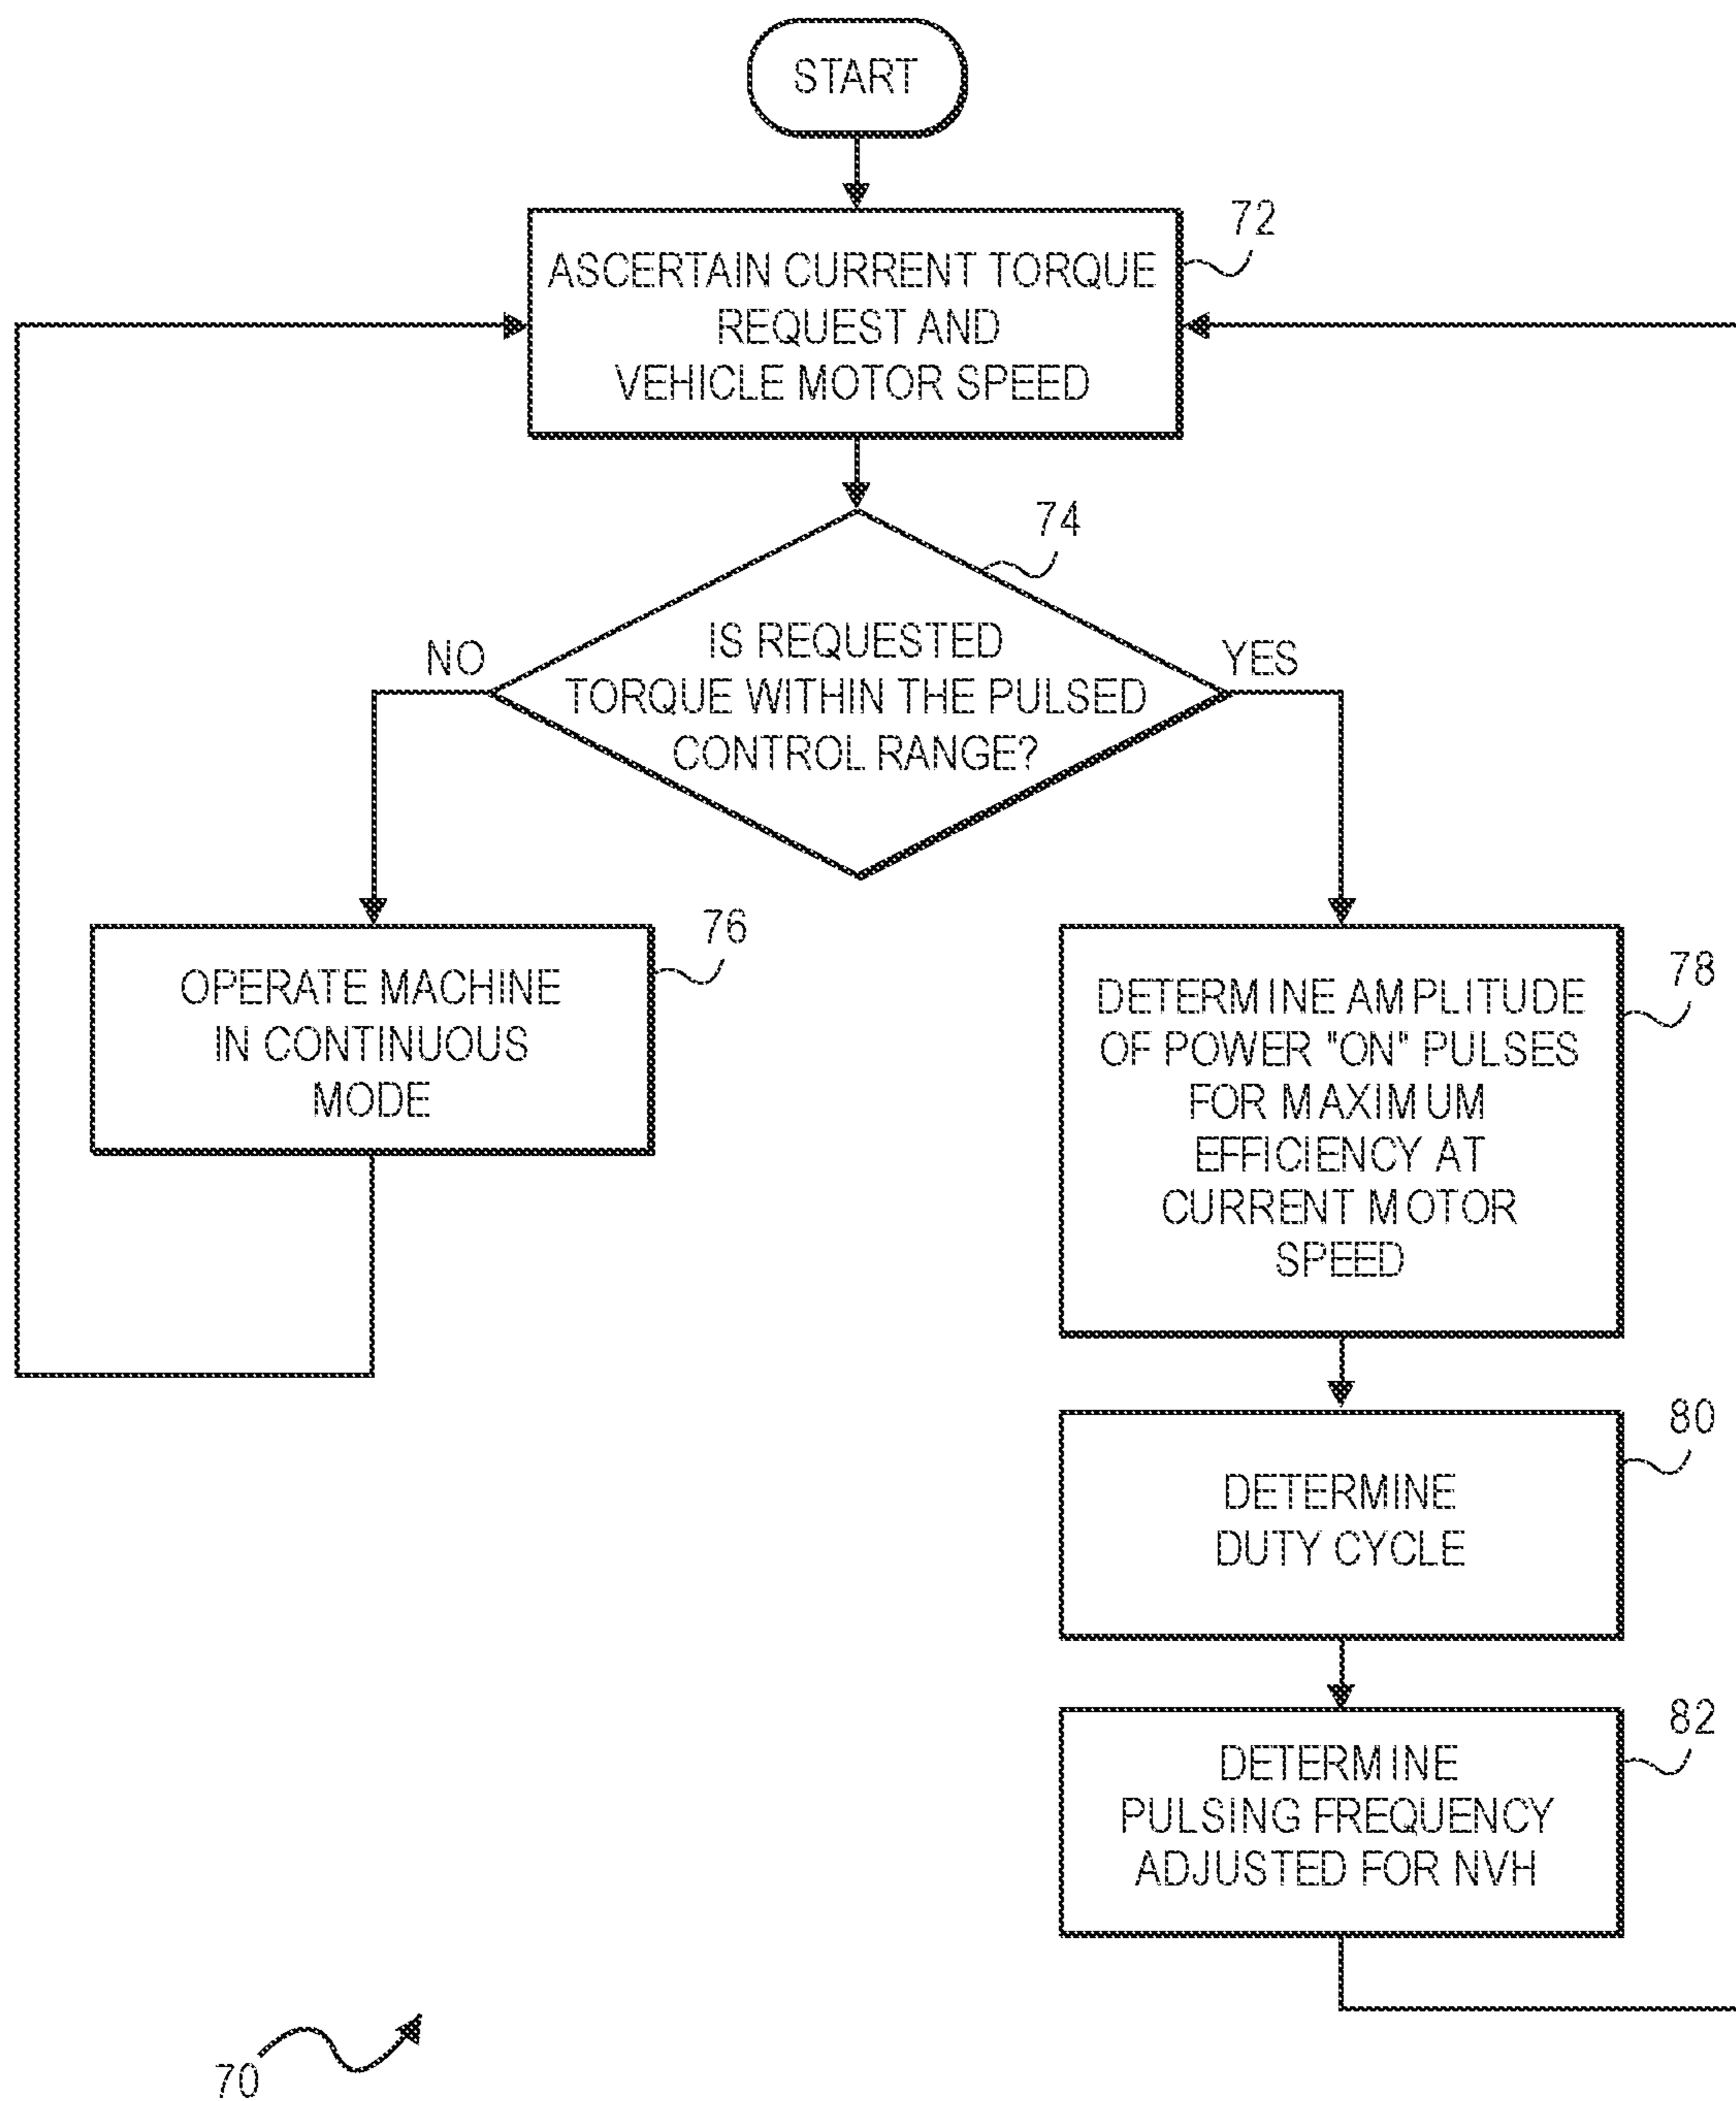 START
72
ASCERTAIN CURRENT TORQUE
REQUEST AND
VEHICLE MOTOR SPEED
74
NO
YES
IS REQUESTED
TORQUE WITHIN THE PULSED
CONTROL RANGE?
76
OPERATE MACHINE
IN CONTINUOUS
MODE
78
DETERMINE AMPLITUDE
OF POWER "ON" PULSES
FOR MAXIMUM
EFFICIENCY AT
CURRENT MOTOR
SPEED
80
DETERMINE
DUTY CYCLE
82
DETERMINE
PULSING FREQUENCY
ADJUSTED FOR NVH
70